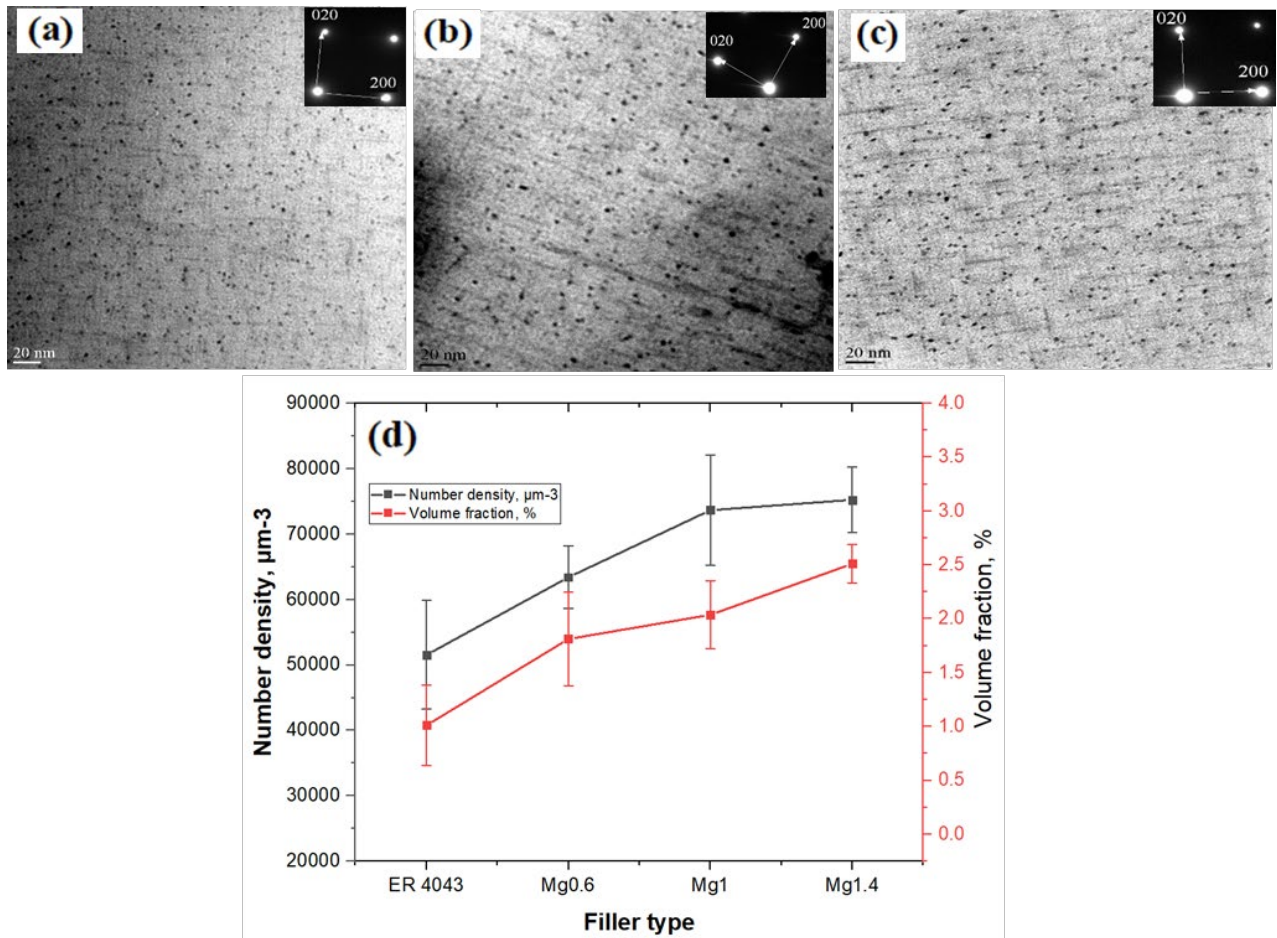 (a)
020
200
20 nm
(b)
020
200
20 nm
(c)
020
200
20 nm
(d)
Number density, µm-3
Volume fraction, %
90000
80000
70000
60000
50000
40000
30000
20000
Number density, µm-3
4.0
3.5
3.0
2.5
2.0
1.5
1.0
0.5
0.0
Volume fraction, %
ER 4043
Mg0.6
Mg1
Mg1.4
Filler type